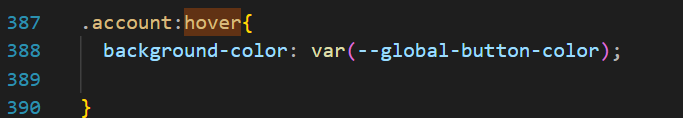 387 .account:hover{
388 background-color: var(--global-button-color);
389
390 }